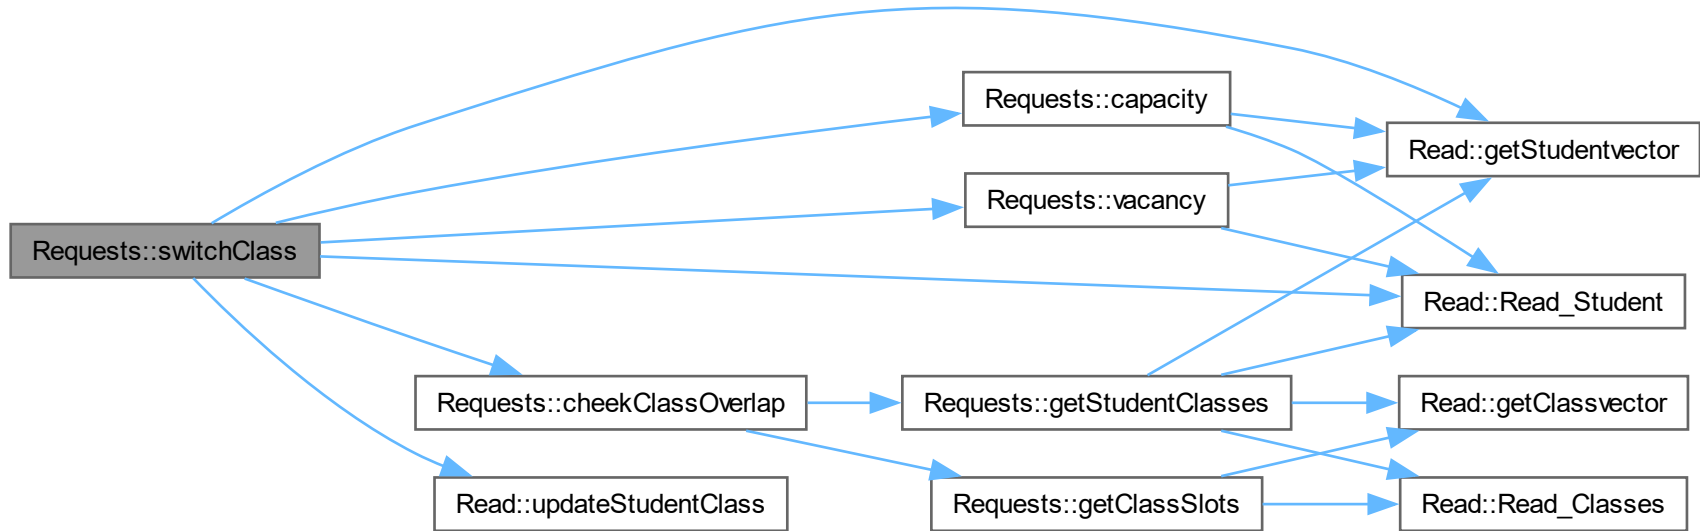 Requests::capacity
Read::getStudentvector
Requests::vacancy
Requests::switchClass
Read::Read_Student
Requests::cheekClassOverlap
Requests::getStudentClasses
Read::getClassvector
Read::updateStudentClass
Requests::getClassSlots
Read::Read_Classes